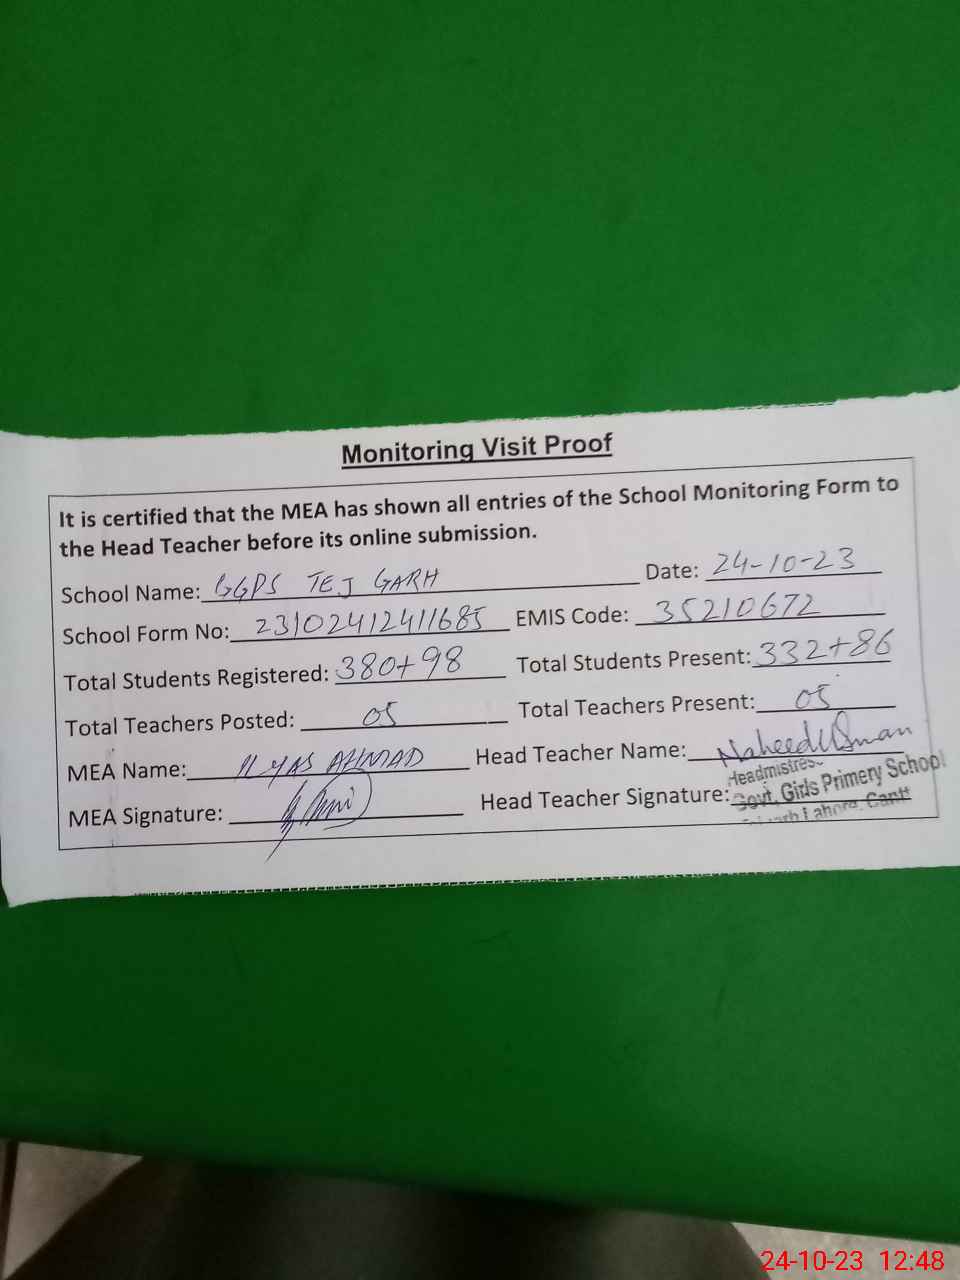 Monitoring Visit Proof
It is certified that the MEA has shown all entries of the School Monitoring Form to
the Head Teacher before its online submission.
School Name: GGPS TEJ GARH Date: 24-10-23
School Form No: 23102412411685 EMIS Code: 35210672
Total Students Registered: 380+98 Total Students Present: 332+86
Total Teachers Posted: 05 Total Teachers Present: 05
MEA Name: ILYAS AHMAD Head Teacher Name: Naheed Usman
MEA Signature: Head Teacher Signature:
Headmistress
Govt. Girls Primery School
Lahore Cantt
24-10-23 12:48